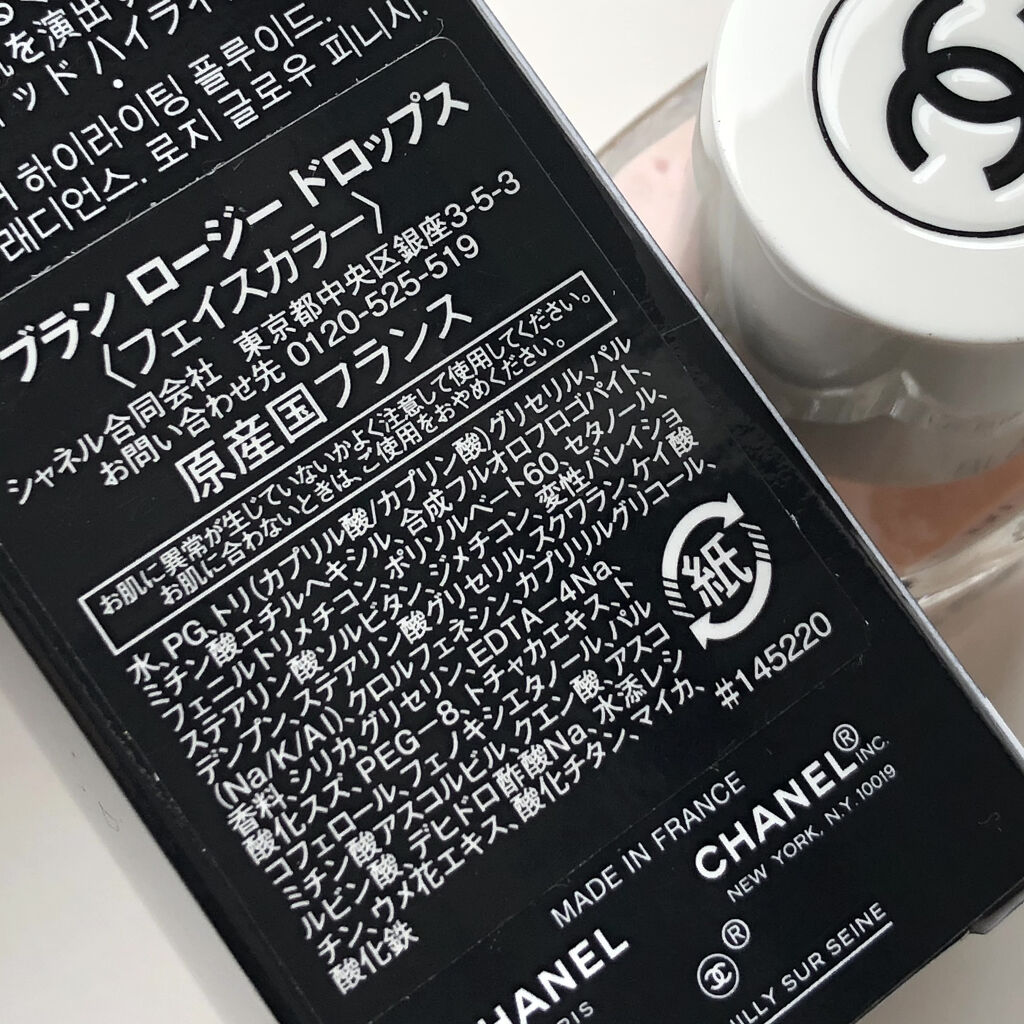 を演出
ッド ハイライ
하이라이팅 플루이드.
래디언스. 로지 글로우 피니시.
ブラン ロージー ドロップス
〈フェイスカラー〉
シャネル合同会社 東京都中央区銀座3-5-3
お問い合わせ先 0120-525-519
原産国フランス
お肌に異常が生じていないかよく注意して使用してください。
お肌に合わないときは、ご使用をおやめください。
水、PG、トリ(カプリル酸/カプリン酸)グリセリル、パル
ミチン酸エチルヘキシル、合成フルオロフロゴパイト、
フェニルトリメチコン、ポリソルベート60、セタノール、
ステアリン酸ソルビタン、ジメチコン、変性バレイショ
デンプン、ステアリン酸グリセリル、スクワラン、ケイ酸
(Na/K/Al)、クロルフェネシン、カプリリルグリコール、
香料、シリカ、グリセリン、EDTA-4Na、
酸化スズ、PEG-8、トチャカエキス、ト
コフェロール、フェノキシエタノール、パル
ミチン酸アスコルビル、クエン酸、アスコ
ルビン酸、デヒドロ酢酸Na、水添レシ
チン、ウメ花エキス、酸化チタン、マイカ、
酸化鉄
紙
#145220
MADE IN FRANCE
CHANEL® INC.
NEW YORK, N.Y. 10019
®
HANEL
RIS
ILLY SUR SEINE